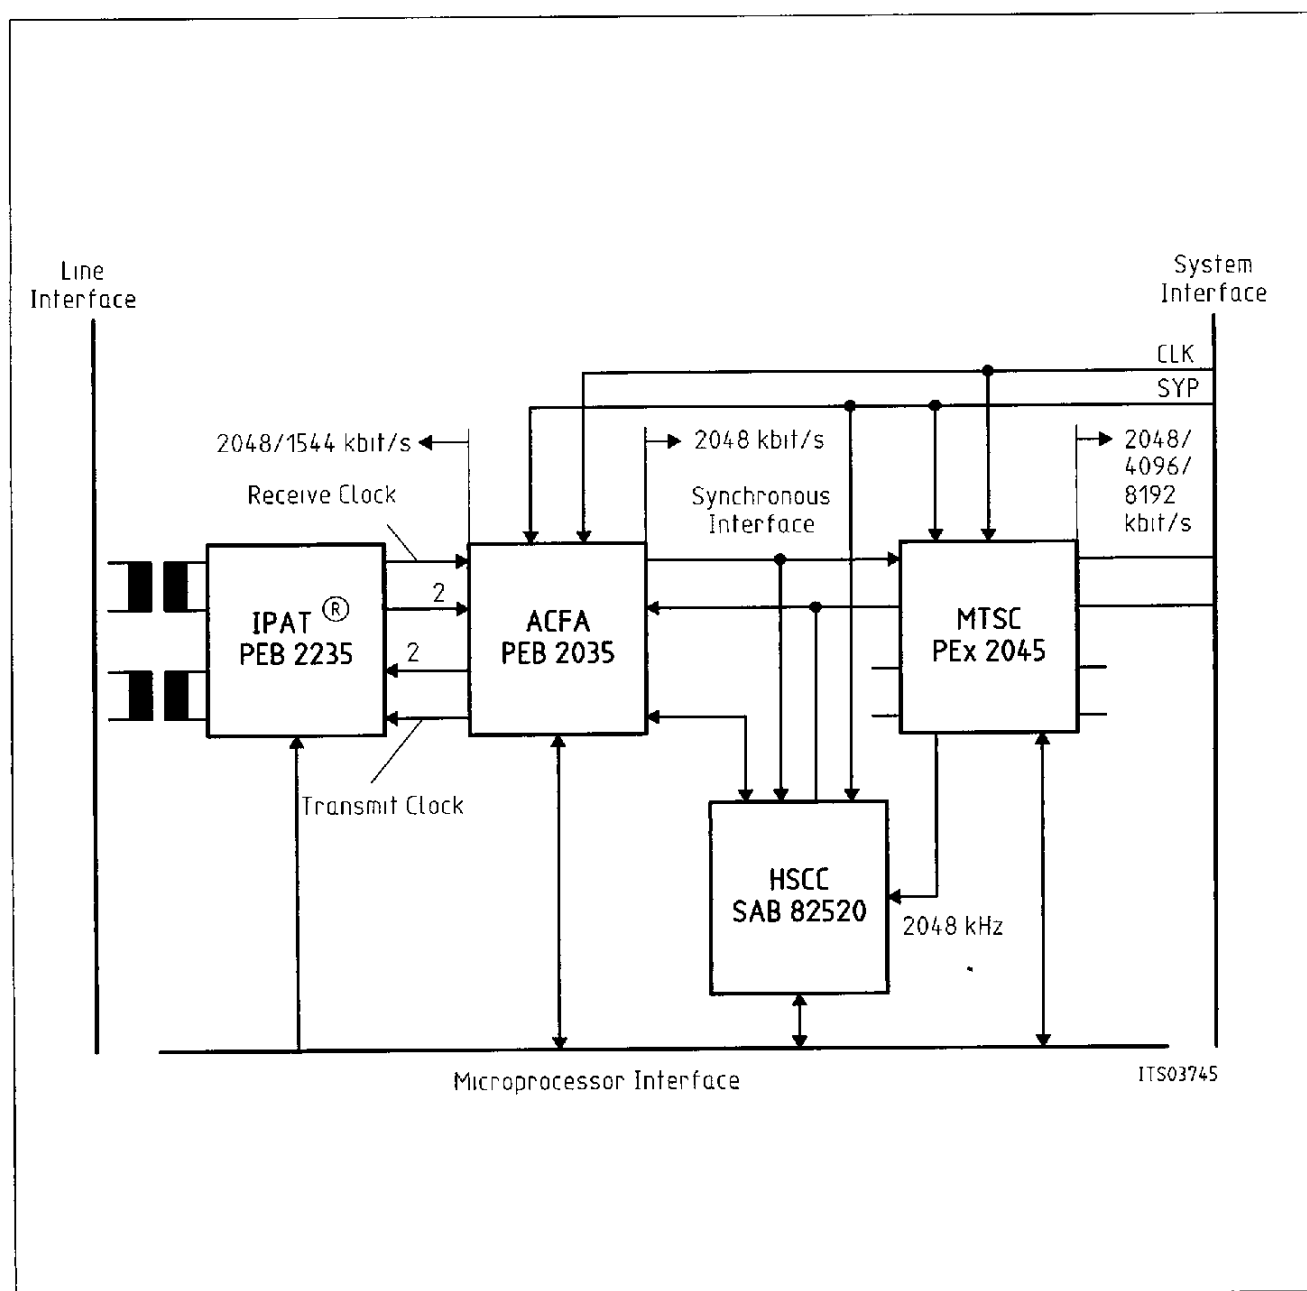 Line
Interface
System
Interface
CLK
SYP
2048/1544 kbit/s
2048 kbit/s
2048/
4096/
8192
kbit/s
Receive Clock
Synchronous
Interface
2
IPAT ®
PEB 2235
2
ACFA
PEB 2035
MTSC
PEx 2045
Transmit Clock
HSCC
SAB 82520
2048 kHz
Microprocessor Interface
ITS03745